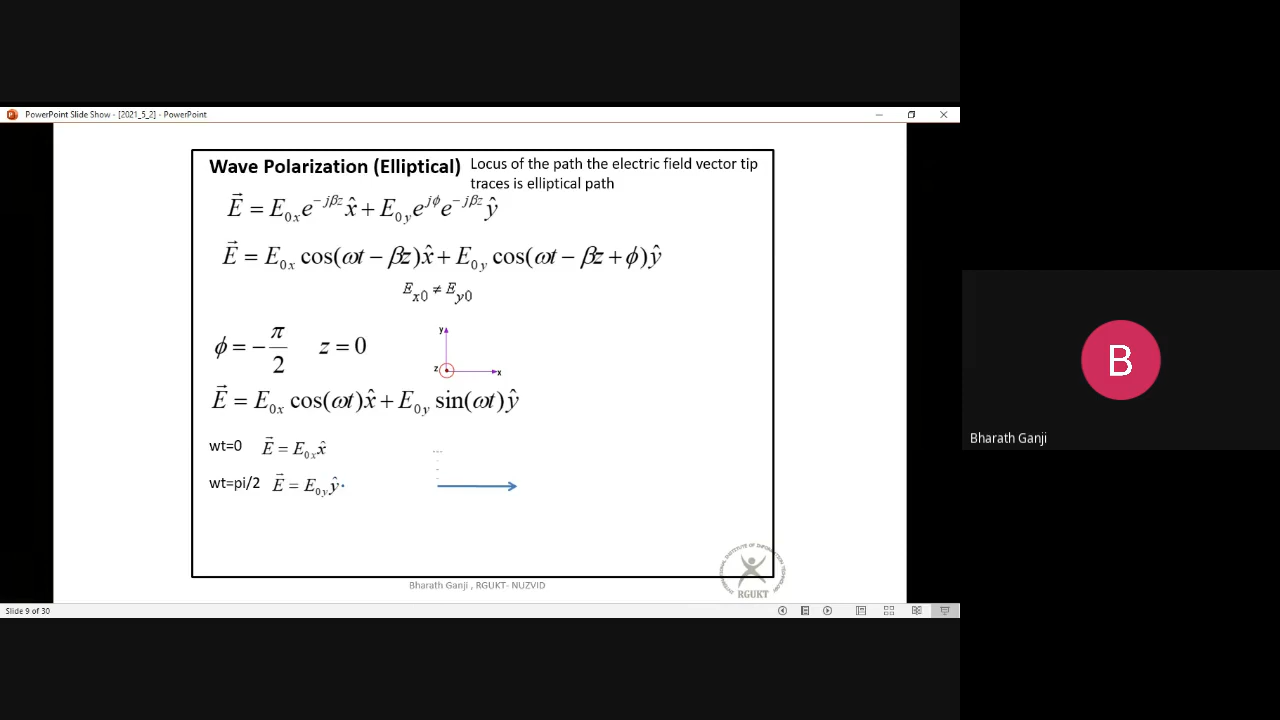 PowerPoint Slide Show - [2021_5_2] - PowerPoint
Wave Polarization (Elliptical) Locus of the path the electric field vector tip
traces is elliptical path
E⃗ = E₀ₓe^(−jβz)x̂ + E₀ᵧe^(jϕ)e^(−jβz)ŷ
E⃗ = E₀ₓ cos(ωt − βz)x̂ + E₀ᵧ cos(ωt − βz + ϕ)ŷ
Eₓ₀ ≠ Eᵧ₀
ϕ = −π/2 z = 0
y
z
x
E⃗ = E₀ₓ cos(ωt)x̂ + E₀ᵧ sin(ωt)ŷ
wt=0 E⃗ = E₀ₓx̂
wt=pi/2 E⃗ = E₀ᵧŷ
RGUKT
Bharath Ganji , RGUKT- NUZVID
Slide 9 of 30
B
Bharath Ganji